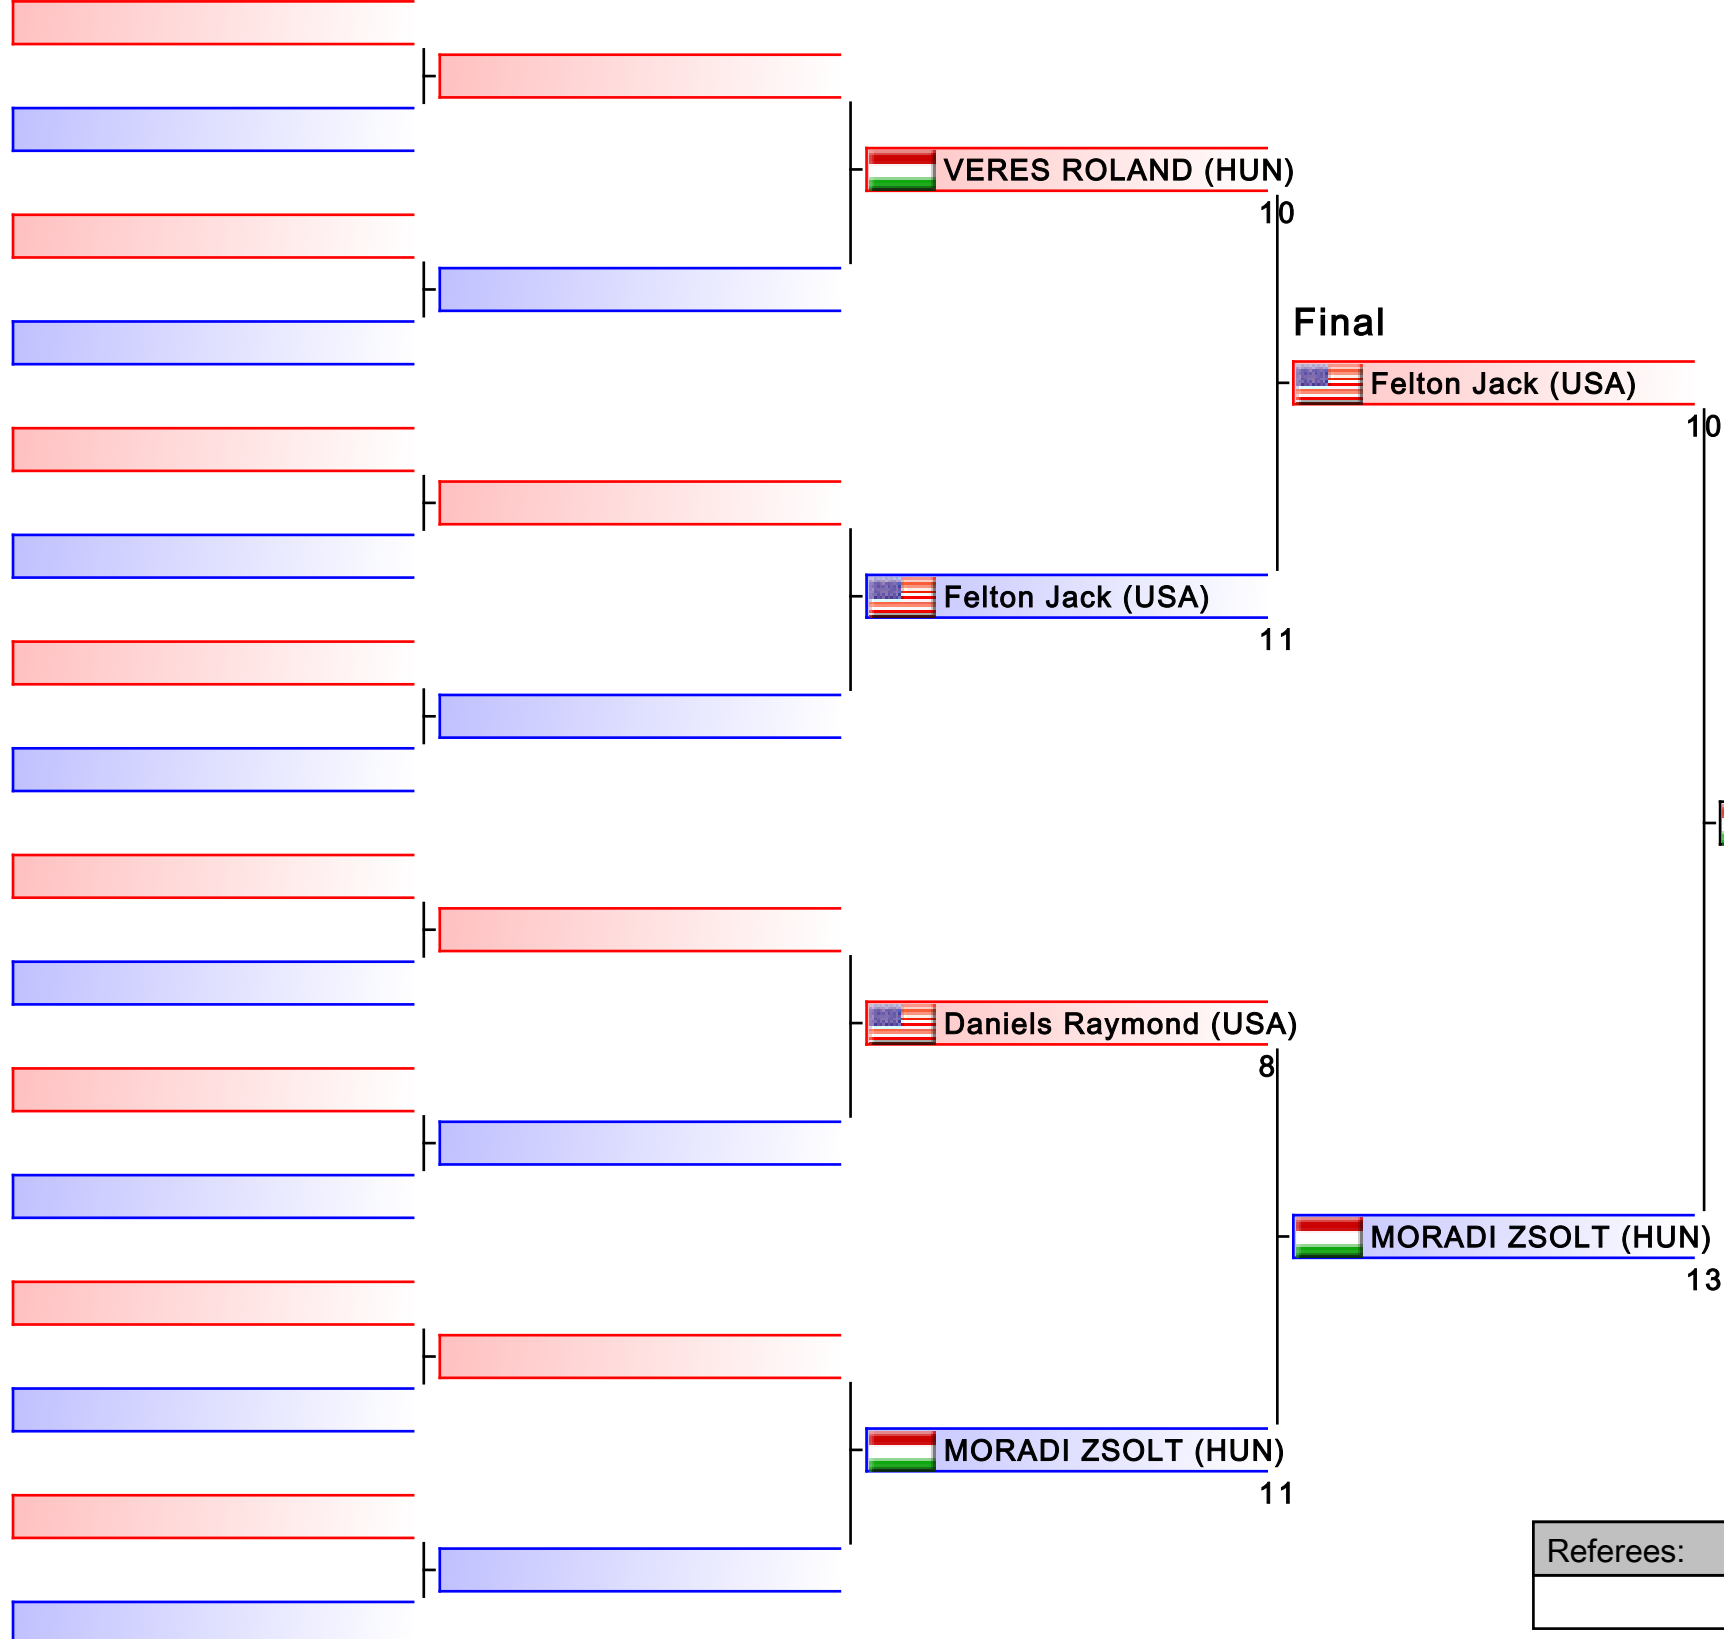 VERES ROLAND (HUN)
10
Final
Felton Jack (USA)
10
Felton Jack (USA)
11
Daniels Raymond (USA)
8
MORADI ZSOLT (HUN)
13
MORADI ZSOLT (HUN)
11
Referees: